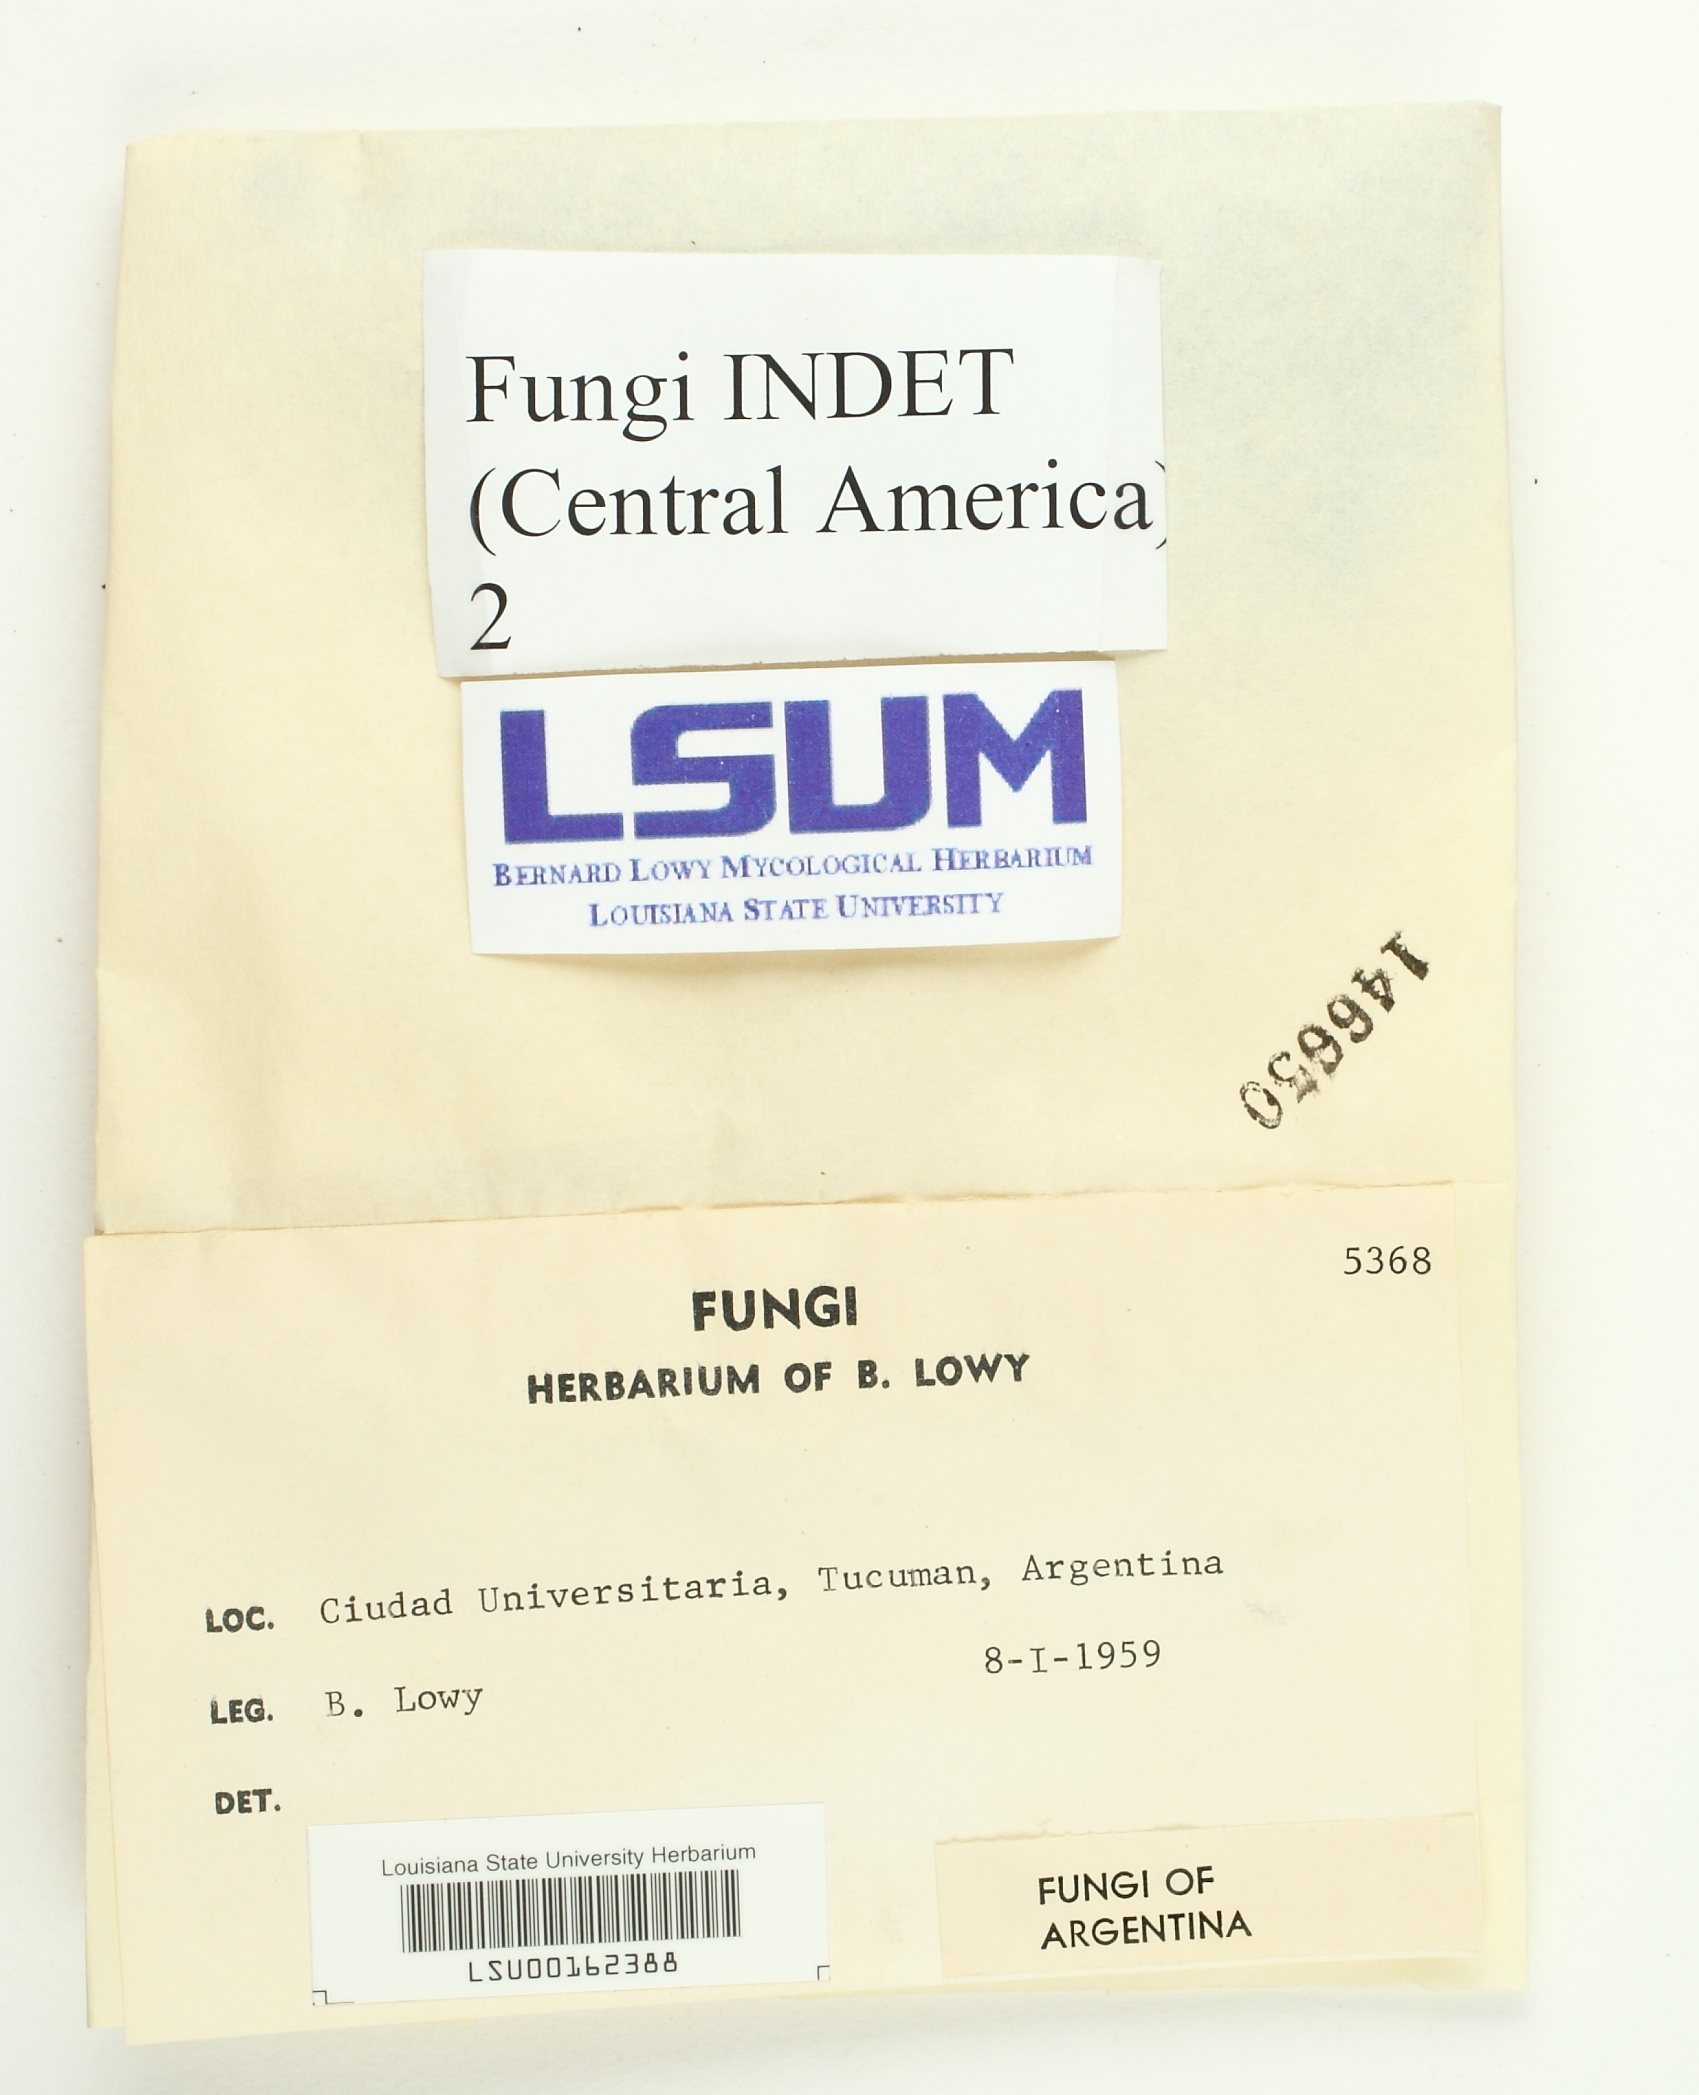 Fungi INDET
(Central America)
2
LSUM
BERNARD LOWY MYCOLOGICAL HERBARIUM
LOUISIANA STATE UNIVERSITY
146650
5368
FUNGI
HERBARIUM OF B. LOWY
LOC. Ciudad Universitaria, Tucuman, Argentina
8-I-1959
LEG. B. Lowy
DET.
Louisiana State University Herbarium
LSU00162388
FUNGI OF
ARGENTINA